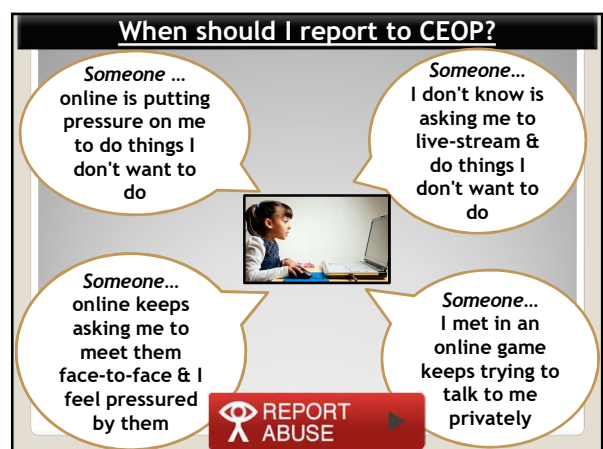 When should I report to CEOP?
Someone …
online is putting
pressure on me
to do things I
don't want to
do
Someone…
I don't know is
asking me to
live-stream &
do things I
don't want to
do
Someone…
online keeps
asking me to
meet them
face-to-face & I
feel pressured
by them
Someone…
I met in an
online game
keeps trying to
talk to me
privately
REPORT
ABUSE